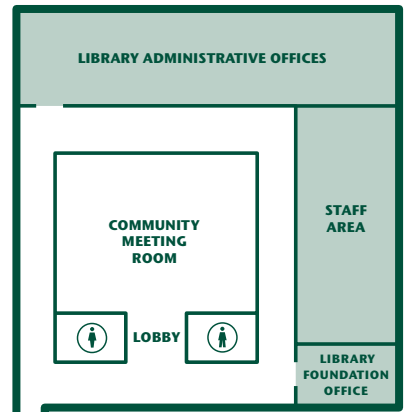 LIBRARY ADMINISTRATIVE OFFICES
COMMUNITY
MEETING
ROOM
STAFF
AREA
LOBBY
LIBRARY
FOUNDATION
OFFICE